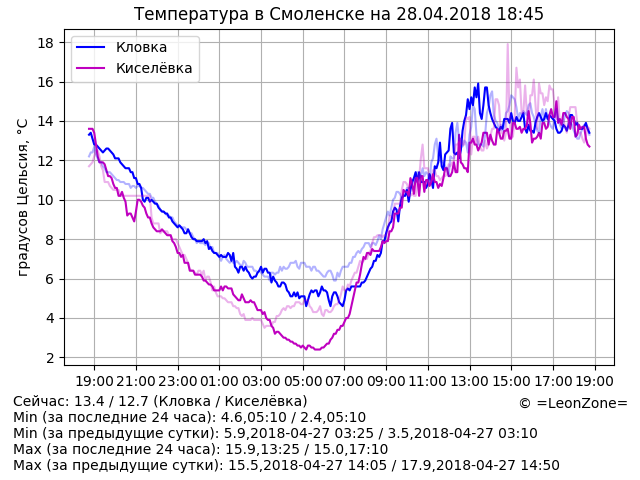 Температура в Смоленске на 28.04.2018 18:45
Кловка
Киселёвка
градусов Цельсия, °C
18
16
14
12
10
8
6
4
2
19:00 21:00 23:00 01:00 03:00 05:00 07:00 09:00 11:00 13:00 15:00 17:00 19:00
Сейчас: 13.4 / 12.7 (Кловка / Киселёвка)
© =LeonZone=
Min (за последние 24 часа): 4.6,05:10 / 2.4,05:10
Min (за предыдущие сутки): 5.9,2018-04-27 03:25 / 3.5,2018-04-27 03:10
Max (за последние 24 часа): 15.9,13:25 / 15.0,17:10
Max (за предыдущие сутки): 15.5,2018-04-27 14:05 / 17.9,2018-04-27 14:50